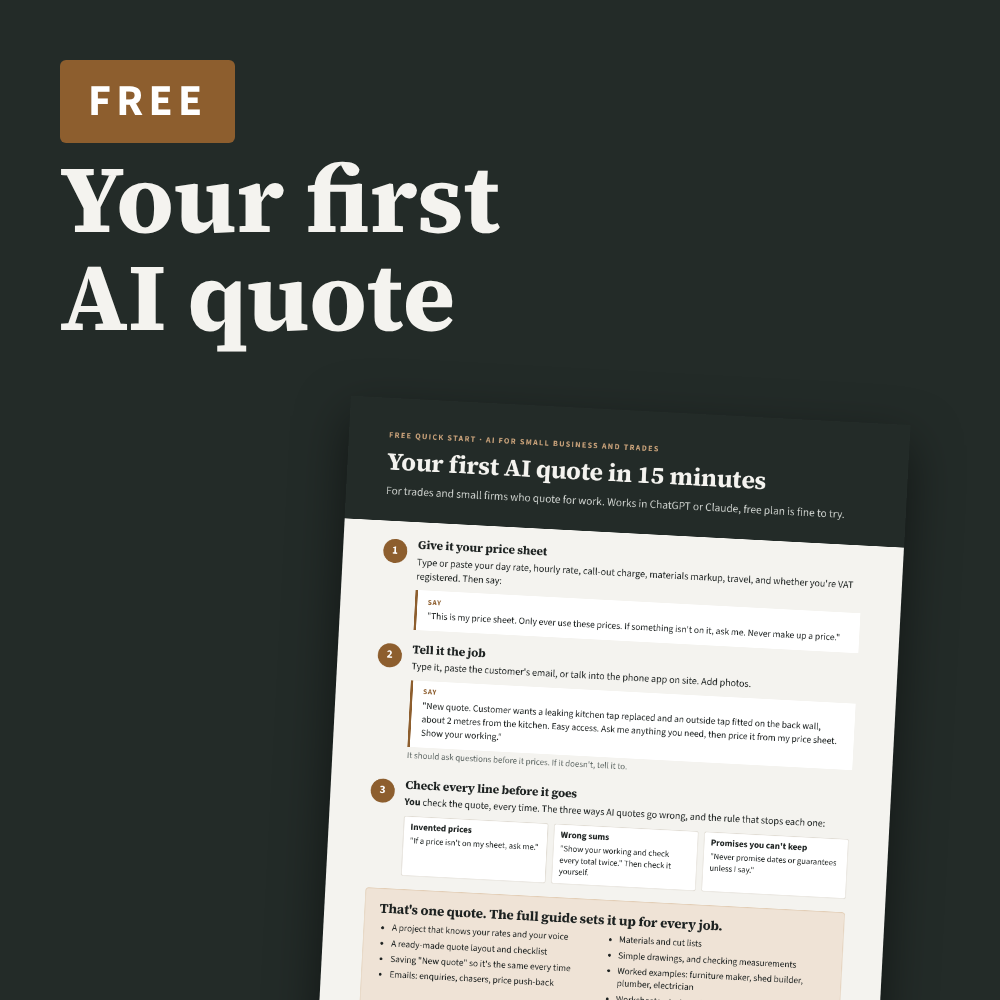 FREE
Your first
AI quote
FREE QUICK START · AI FOR SMALL BUSINESS AND TRADES
Your first AI quote in 15 minutes
For trades and small firms who quote for work. Works in ChatGPT or Claude, free plan is fine to try.
1
Give it your price sheet
Type or paste your day rate, hourly rate, call-out charge, materials markup, travel, and whether you're VAT
registered. Then say:
SAY
"This is my price sheet. Only ever use these prices. If something isn't on it, ask me. Never make up a price."
2
Tell it the job
Type it, paste the customer's email, or talk into the phone app on site. Add photos.
SAY
"New quote. Customer wants a leaking kitchen tap replaced and an outside tap fitted on the back wall,
about 2 metres from the kitchen. Easy access. Ask me anything you need, then price it from my price sheet.
Show your working."
It should ask questions before it prices. If it doesn't, tell it to.
3
Check every line before it goes
You check the quote, every time. The three ways AI quotes go wrong, and the rule that stops each one:
Invented prices
"If a price isn't on my sheet, ask me."
Wrong sums
"Show your working and check
every total twice." Then check it
yourself.
Promises you can't keep
"Never promise dates or guarantees
unless I say."
That's one quote. The full guide sets it up for every job.
• A project that knows your rates and your voice
• A ready-made quote layout and checklist
• Saving "New quote" so it's the same every time
• Emails: enquiries, chasers, price push-back
• Materials and cut lists
• Simple drawings, and checking measurements
• Worked examples: furniture maker, shed builder,
plumber, electrician